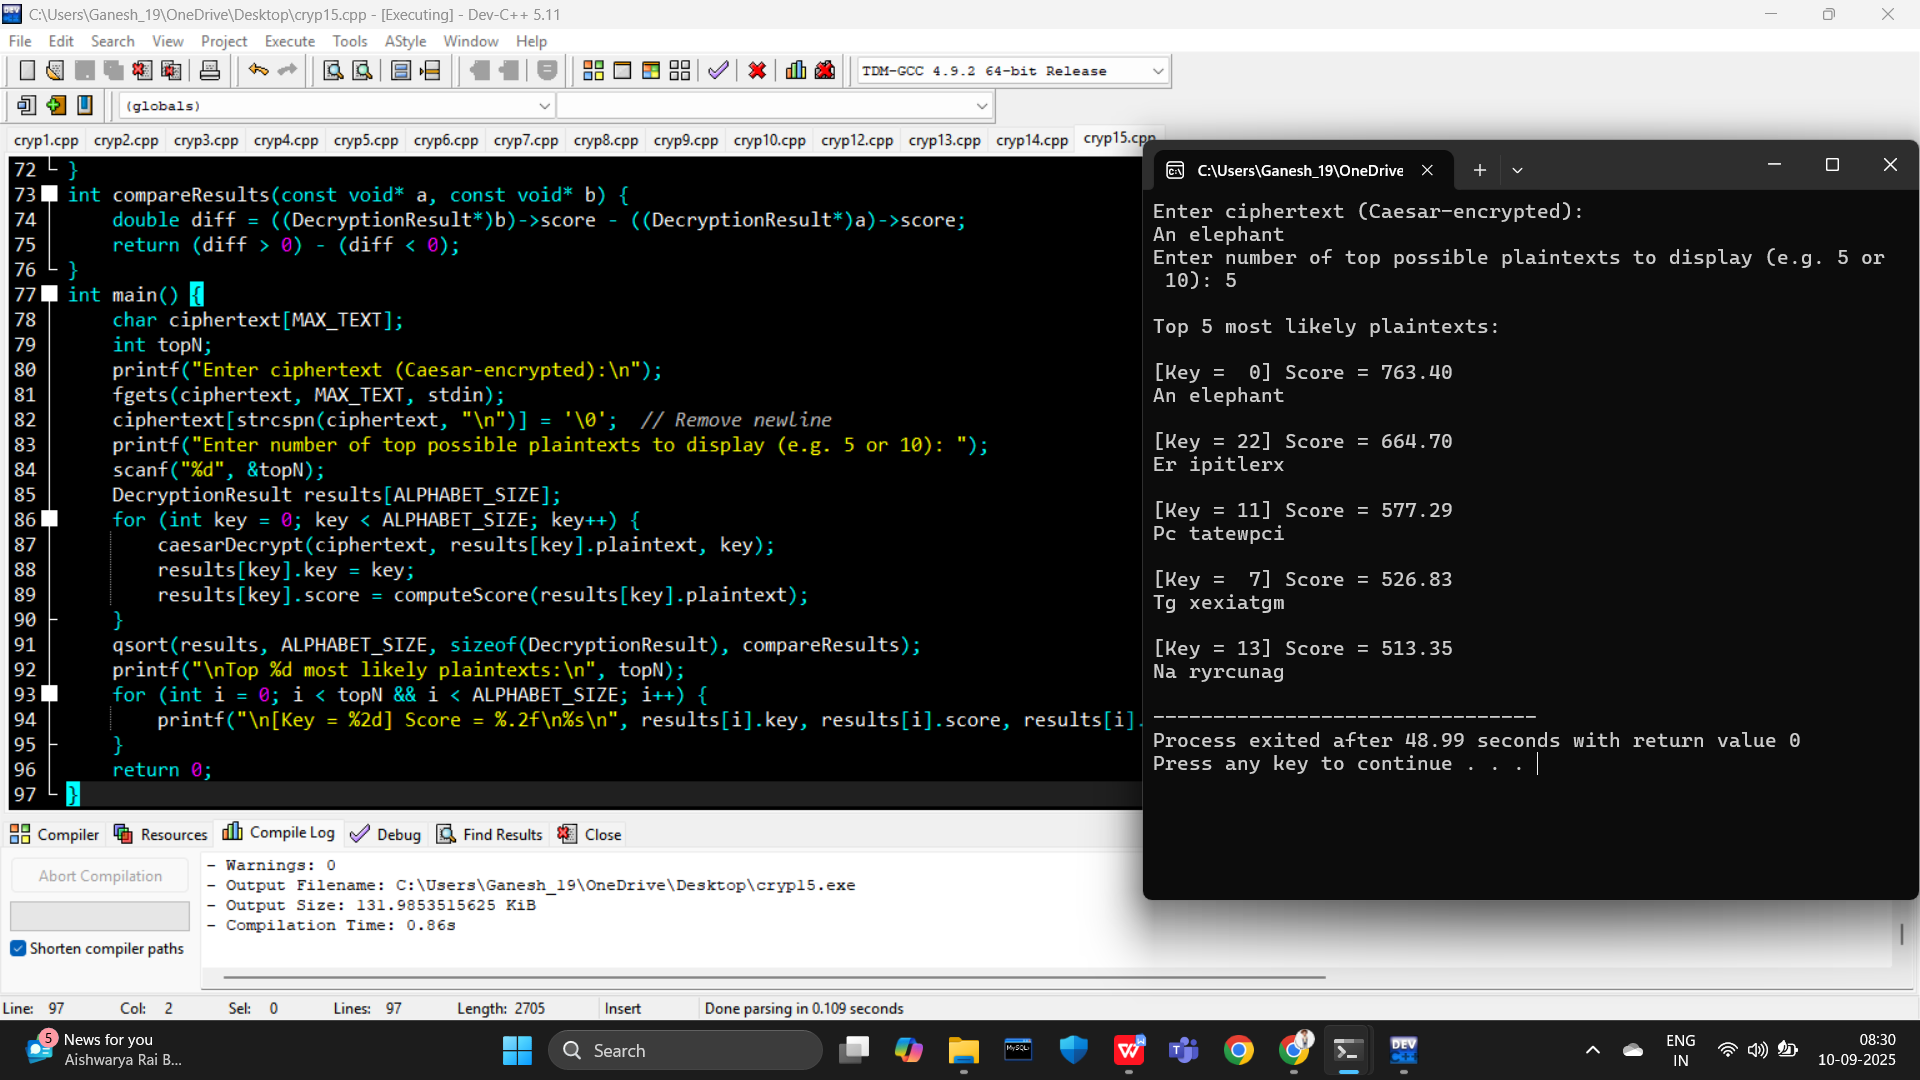 C:\Users\Ganesh_19\OneDrive\Desktop\cryp15.cpp - [Executing] - Dev-C++ 5.11
File Edit Search View Project Execute Tools AStyle Window Help
TDM-GCC 4.9.2 64-bit Release
(globals)
cryp1.cpp cryp2.cpp cryp3.cpp cryp4.cpp cryp5.cpp cryp6.cpp cryp7.cpp cryp8.cpp cryp9.cpp cryp10.cpp cryp12.cpp cryp13.cpp cryp14.cpp cryp15.cpp
72 }
73 int compareResults(const void* a, const void* b) {
74 double diff = ((DecryptionResult*)b)->score - ((DecryptionResult*)a)->score;
75 return (diff > 0) - (diff < 0);
76 }
77 int main() {
78 char ciphertext[MAX_TEXT];
79 int topN;
80 printf("Enter ciphertext (Caesar-encrypted):\n");
81 fgets(ciphertext, MAX_TEXT, stdin);
82 ciphertext[strcspn(ciphertext, "\n")] = '\0';  // Remove newline
83 printf("Enter number of top possible plaintexts to display (e.g. 5 or 10): ");
84 scanf("%d", &topN);
85 DecryptionResult results[ALPHABET_SIZE];
86 for (int key = 0; key < ALPHABET_SIZE; key++) {
87 caesarDecrypt(ciphertext, results[key].plaintext, key);
88 results[key].key = key;
89 results[key].score = computeScore(results[key].plaintext);
90 }
91 qsort(results, ALPHABET_SIZE, sizeof(DecryptionResult), compareResults);
92 printf("\nTop %d most likely plaintexts:\n", topN);
93 for (int i = 0; i < topN && i < ALPHABET_SIZE; i++) {
94 printf("\n[Key = %2d] Score = %.2f\n%s\n", results[i].key, results[i].score, results[i].
95 }
96 return 0;
97 }
C:\Users\Ganesh_19\OneDrive
Enter ciphertext (Caesar-encrypted):
An elephant
Enter number of top possible plaintexts to display (e.g. 5 or
10): 5
Top 5 most likely plaintexts:
[Key =  0] Score = 763.40
An elephant
[Key = 22] Score = 664.70
Er ipitlerx
[Key = 11] Score = 577.29
Pc tatewpci
[Key =  7] Score = 526.83
Tg xexiatgm
[Key = 13] Score = 513.35
Na ryrcunag
--------------------------------
Process exited after 48.99 seconds with return value 0
Press any key to continue . . .
Compiler Resources Compile Log Debug Find Results Close
Abort Compilation
Shorten compiler paths
- Warnings: 0
- Output Filename: C:\Users\Ganesh_19\OneDrive\Desktop\cryp15.exe
- Output Size: 131.9853515625 KiB
- Compilation Time: 0.86s
Line: 97 Col: 2 Sel: 0 Lines: 97 Length: 2705 Insert Done parsing in 0.109 seconds
5
News for you
Aishwarya Rai B...
Search
MySQL
DEV
C++
ENG
IN
08:30
10-09-2025